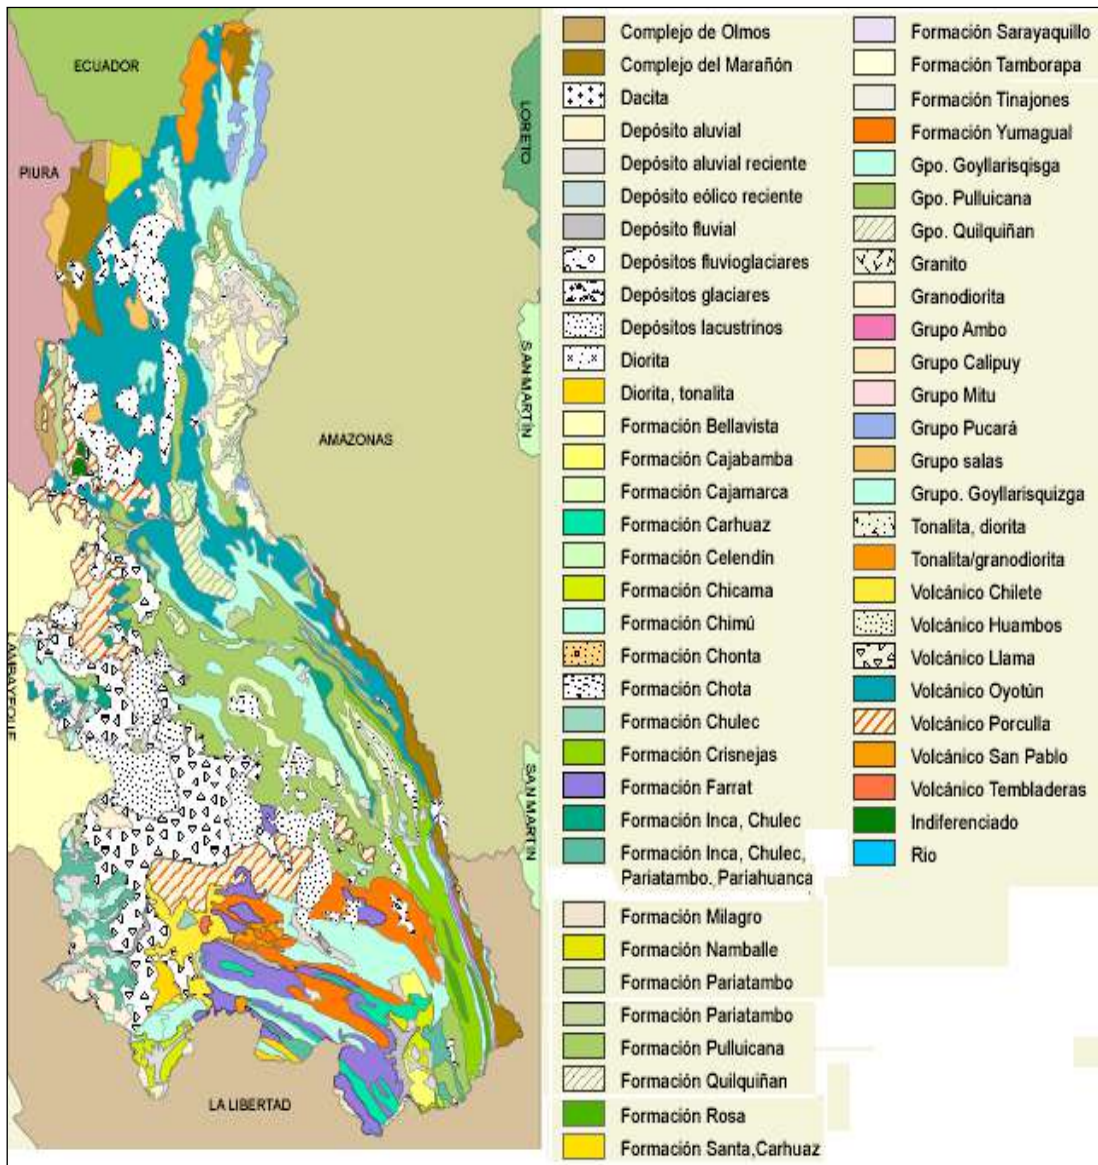 ECUADOR
PIURA
LORETO
SAN MARTÍN
AMAZONAS
LAMBAYEQUE
SAN MARTIN
LA LIBERTAD
Complejo de Olmos
Complejo del Marañón
Dacita
Depósito aluvial
Depósito aluvial reciente
Depósito eólico reciente
Depósito fluvial
Depósitos fluvioglaciares
Depósitos glaciares
Depósitos lacustrinos
Diorita
Diorita, tonalita
Formación Bellavista
Formación Cajabamba
Formación Cajamarca
Formación Carhuaz
Formación Celendín
Formación Chicama
Formación Chimú
Formación Chonta
Formación Chota
Formación Chulec
Formación Crisnejas
Formación Farrat
Formación Inca, Chulec
Formación Inca, Chulec,
Pariatambo., Pariahuanca
Formación Milagro
Formación Namballe
Formación Pariatambo
Formación Pariatambo
Formación Pulluicana
Formación Quilquiñan
Formación Rosa
Formación Santa,Carhuaz
Formación Sarayaquillo
Formación Tamborapa
Formación Tinajones
Formación Yumagual
Gpo. Goyllarisqisga
Gpo. Pulluicana
Gpo. Quilquiñan
Granito
Granodiorita
Grupo Ambo
Grupo Calipuy
Grupo Mitu
Grupo Pucará
Grupo salas
Grupo. Goyllarisquizga
Tonalita, diorita
Tonalita/granodiorita
Volcánico Chilete
Volcánico Huambos
Volcánico Llama
Volcánico Oyotún
Volcánico Porculla
Volcánico San Pablo
Volcánico Tembladeras
Indiferenciado
Rio